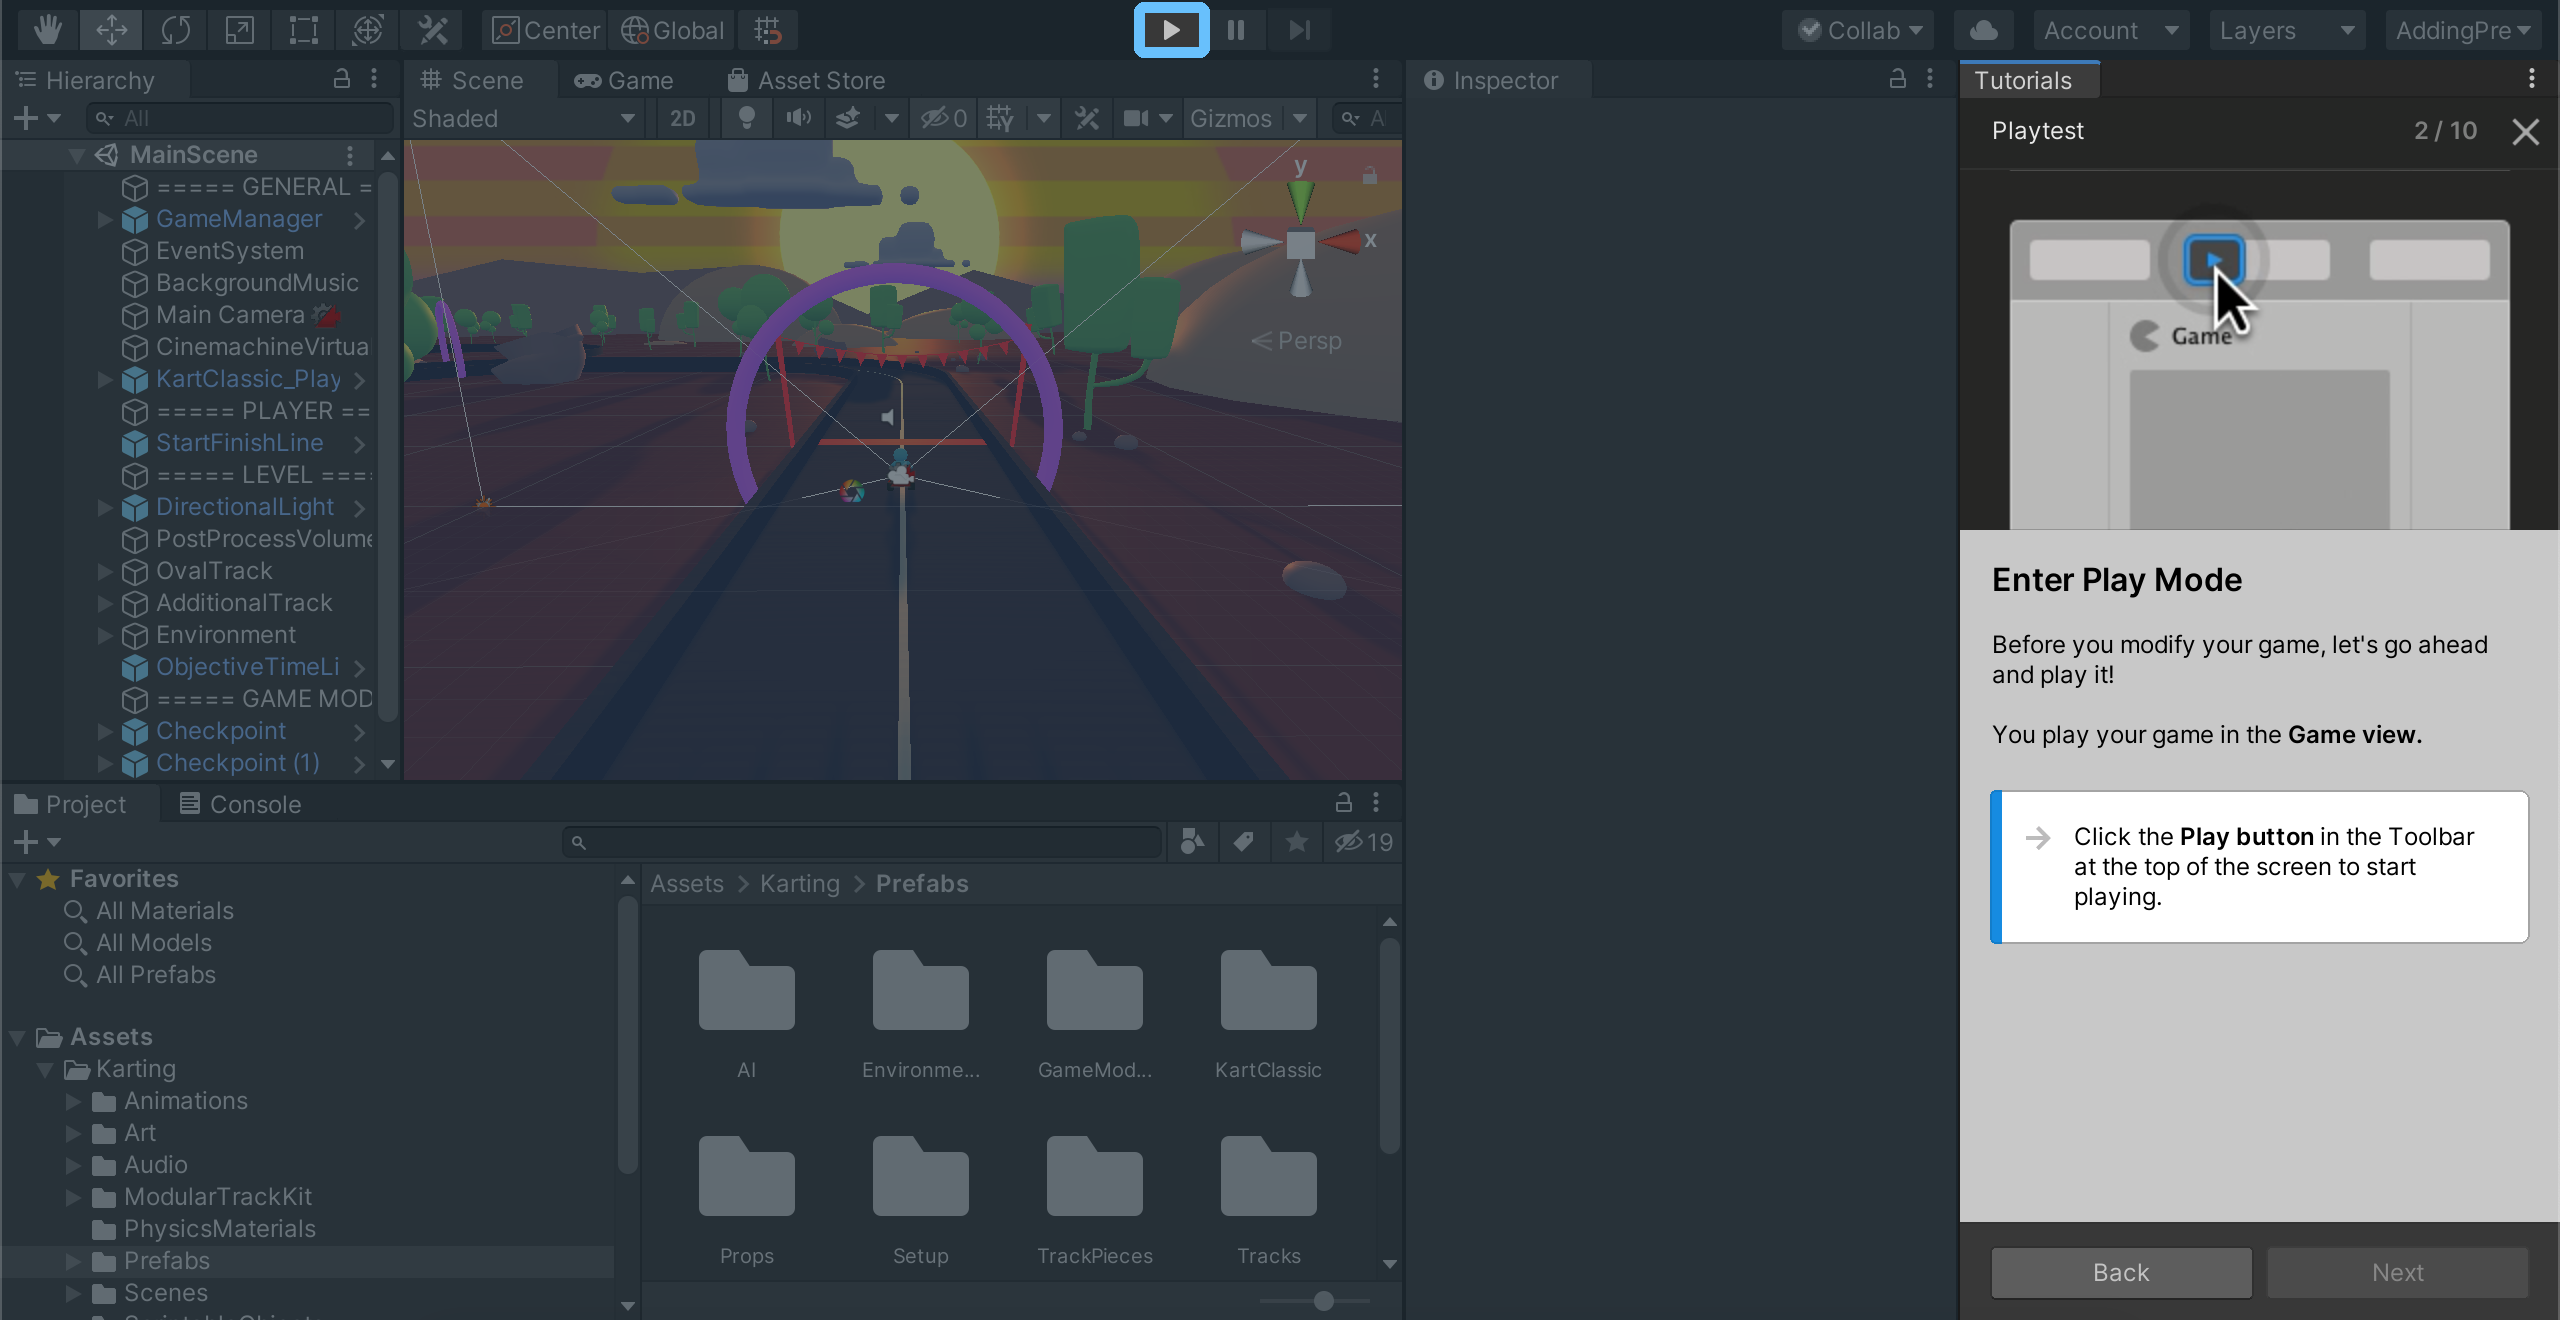 Center
Global
Collab
Account
Layers
AddingPre
Hierarchy
All
MainScene
===== GENERAL =
GameManager
EventSystem
BackgroundMusic
Main Camera
CinemachineVirtua
KartClassic_Play
===== PLAYER ==
StartFinishLine
===== LEVEL ====
DirectionalLight
PostProcessVolume
OvalTrack
AdditionalTrack
Environment
ObjectiveTimeLi
===== GAME MOD
Checkpoint
Checkpoint (1)
Scene
Game
Asset Store
Shaded
2D
0
Gizmos
A
y
x
Persp
Inspector
Project
Console
19
Favorites
All Materials
All Models
All Prefabs
Assets
Karting
Animations
Art
Audio
ModularTrackKit
PhysicsMaterials
Prefabs
Scenes
Assets > Karting > Prefabs
AI
Environme...
GameMod...
KartClassic
Props
Setup
TrackPieces
Tracks
Tutorials
Playtest
2 / 10
Game
Enter Play Mode
Before you modify your game, let's go ahead
and play it!
You play your game in the Game view.
Click the Play button in the Toolbar
at the top of the screen to start
playing.
Back
Next